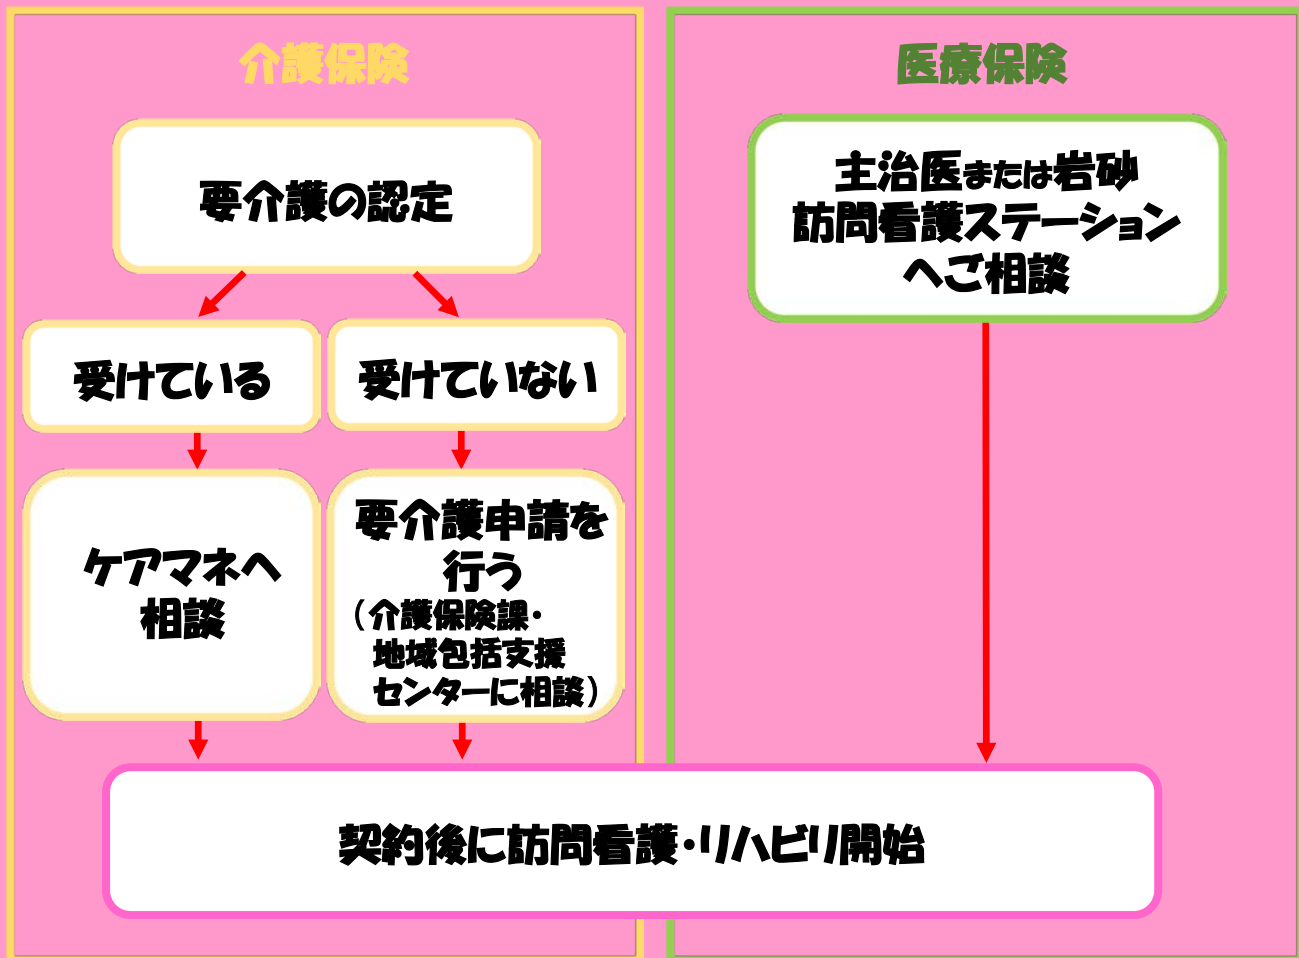 介護保険
要介護の認定
受けている
受けていない
ケアマネへ
相談
要介護申請を
行う
（介護保険課・
地域包括支援
センターに相談）
医療保険
主治医または岩砂
訪問看護ステーション
へご相談
契約後に訪問看護・リハビリ開始